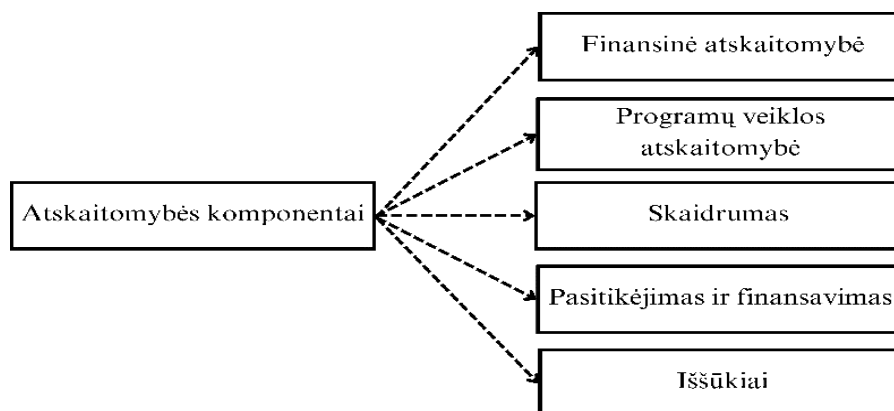 Atskaitomybės komponentai
Finansinė atskaitomybė
Programų veiklos
atskaitomybė
Skaidrumas
Pasitikėjimas ir finansavimas
Iššūkiai